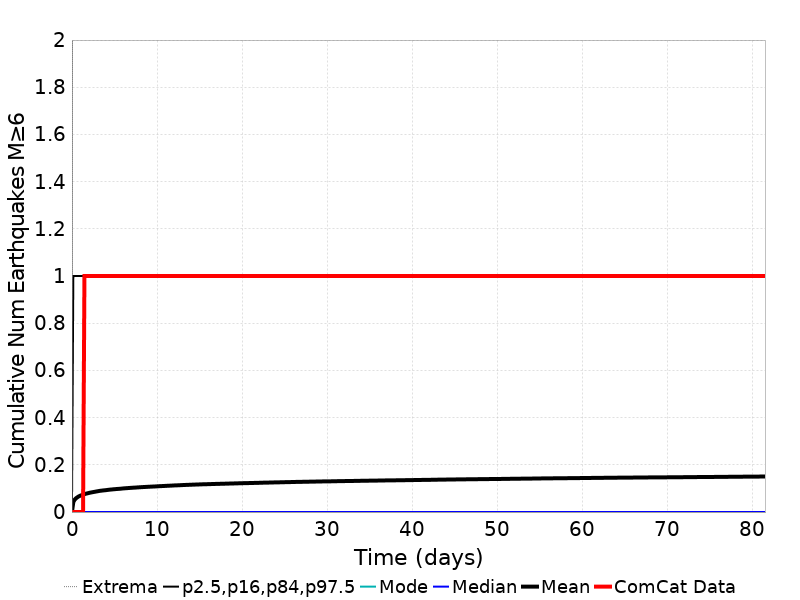 2
1.8
1.6
1.4
1.2
1
0.8
0.6
0.4
0.2
0
Cumulative Num Earthquakes M≥6
0 10 20 30 40 50 60 70 80
Time (days)
Extrema p2.5,p16,p84,p97.5 Mode Median Mean ComCat Data